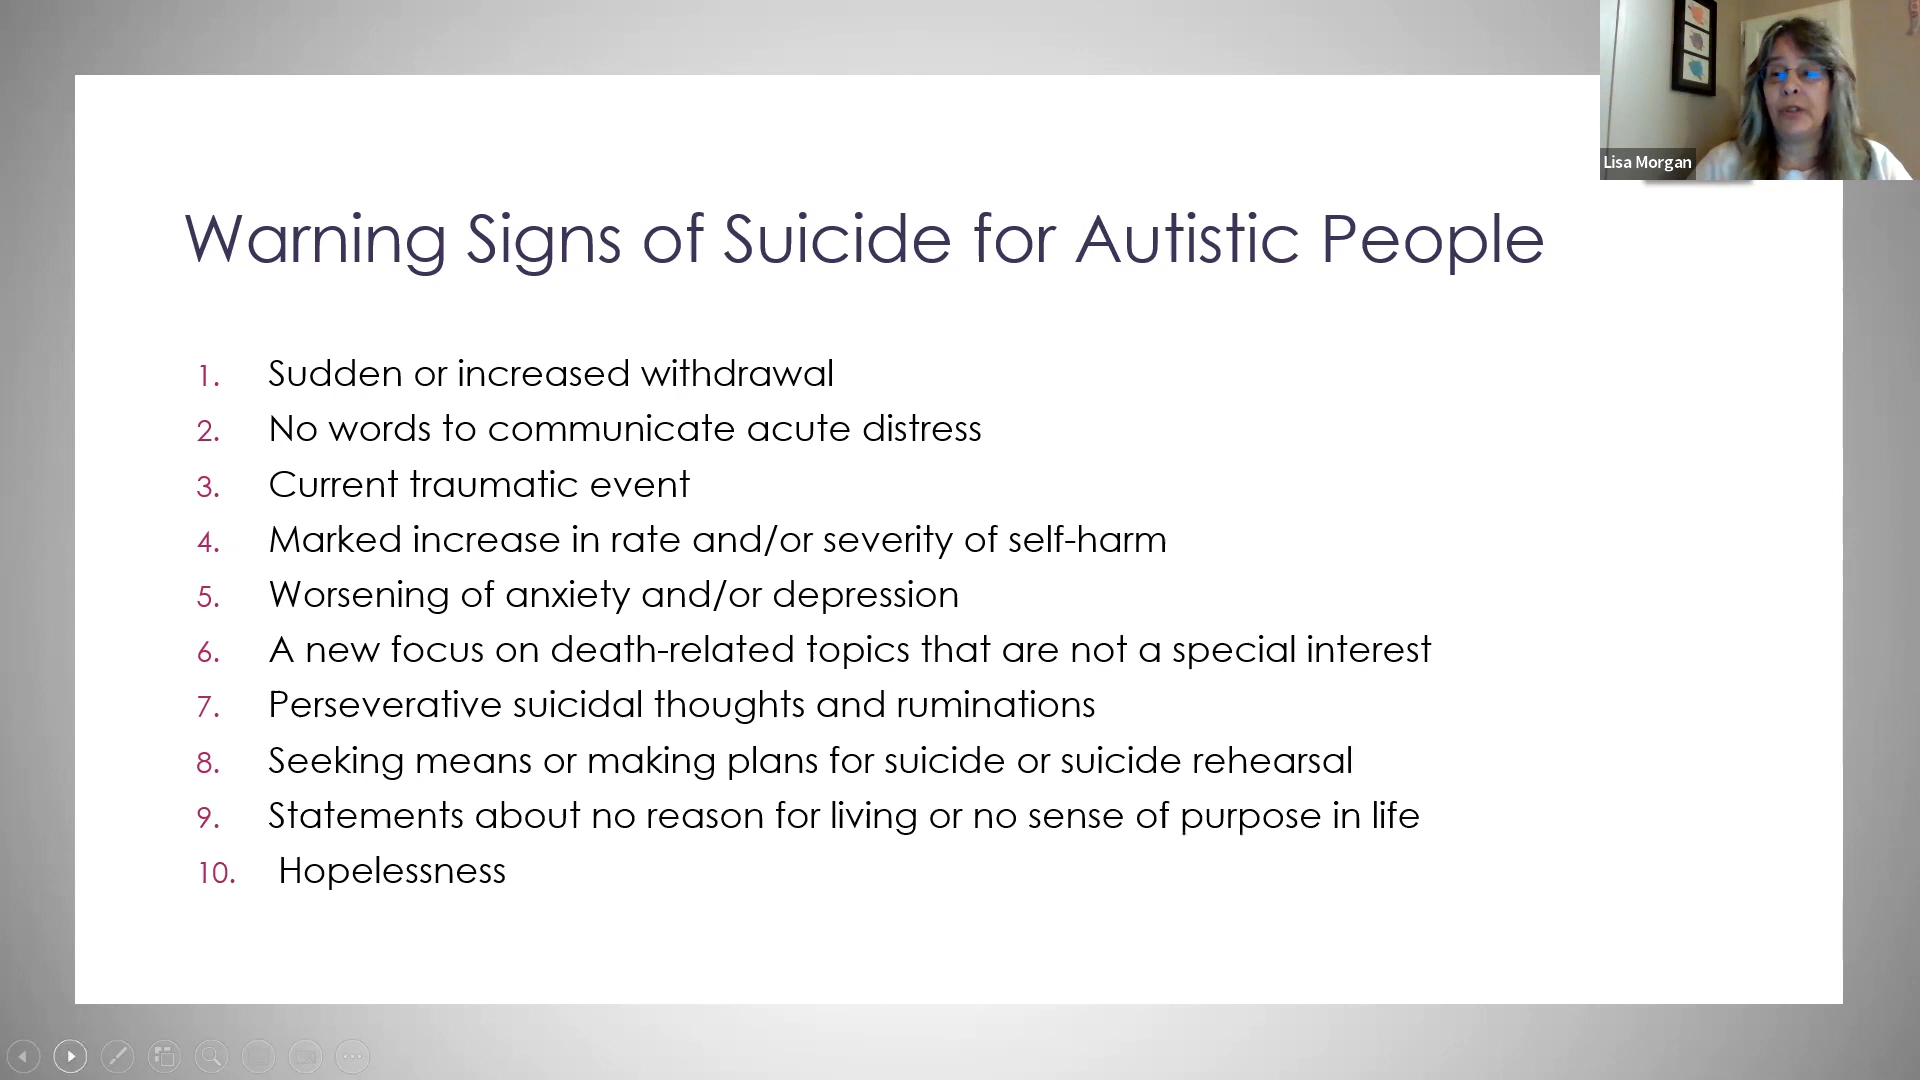 Lisa Morgan
Warning Signs of Suicide for Autistic People
1. Sudden or increased withdrawal
2. No words to communicate acute distress
3. Current traumatic event
4. Marked increase in rate and/or severity of self-harm
5. Worsening of anxiety and/or depression
6. A new focus on death-related topics that are not a special interest
7. Perseverative suicidal thoughts and ruminations
8. Seeking means or making plans for suicide or suicide rehearsal
9. Statements about no reason for living or no sense of purpose in life
10. Hopelessness